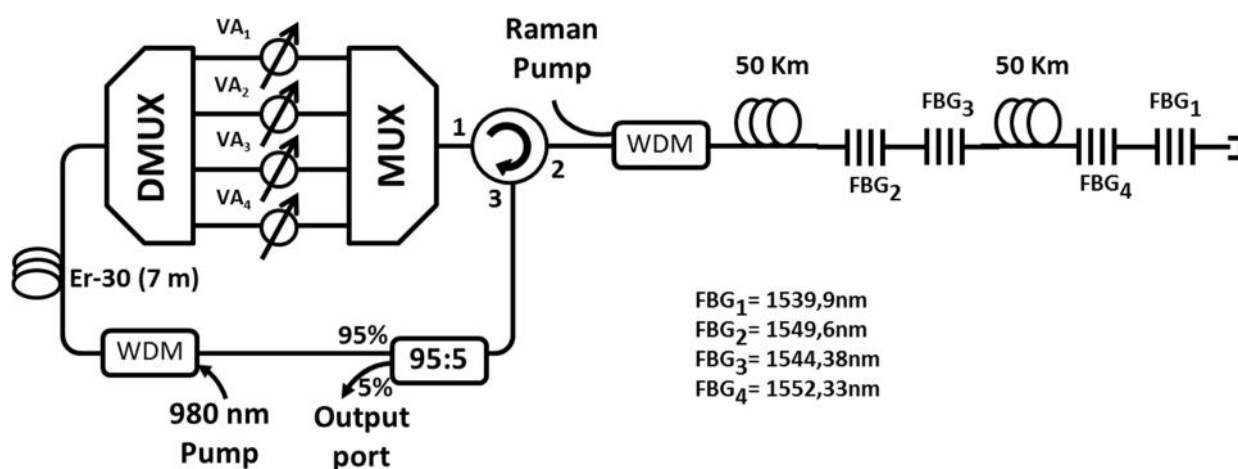 VA1
VA2
VA3
VA4
DMUX
MUX
1
2
3
Raman
Pump
WDM
50 Km
50 Km
FBG2
FBG3
FBG4
FBG1
Er-30 (7 m)
WDM
980 nm
Pump
95%
95:5
5%
Output
port
FBG1= 1539,9nm
FBG2= 1549,6nm
FBG3= 1544,38nm
FBG4= 1552,33nm